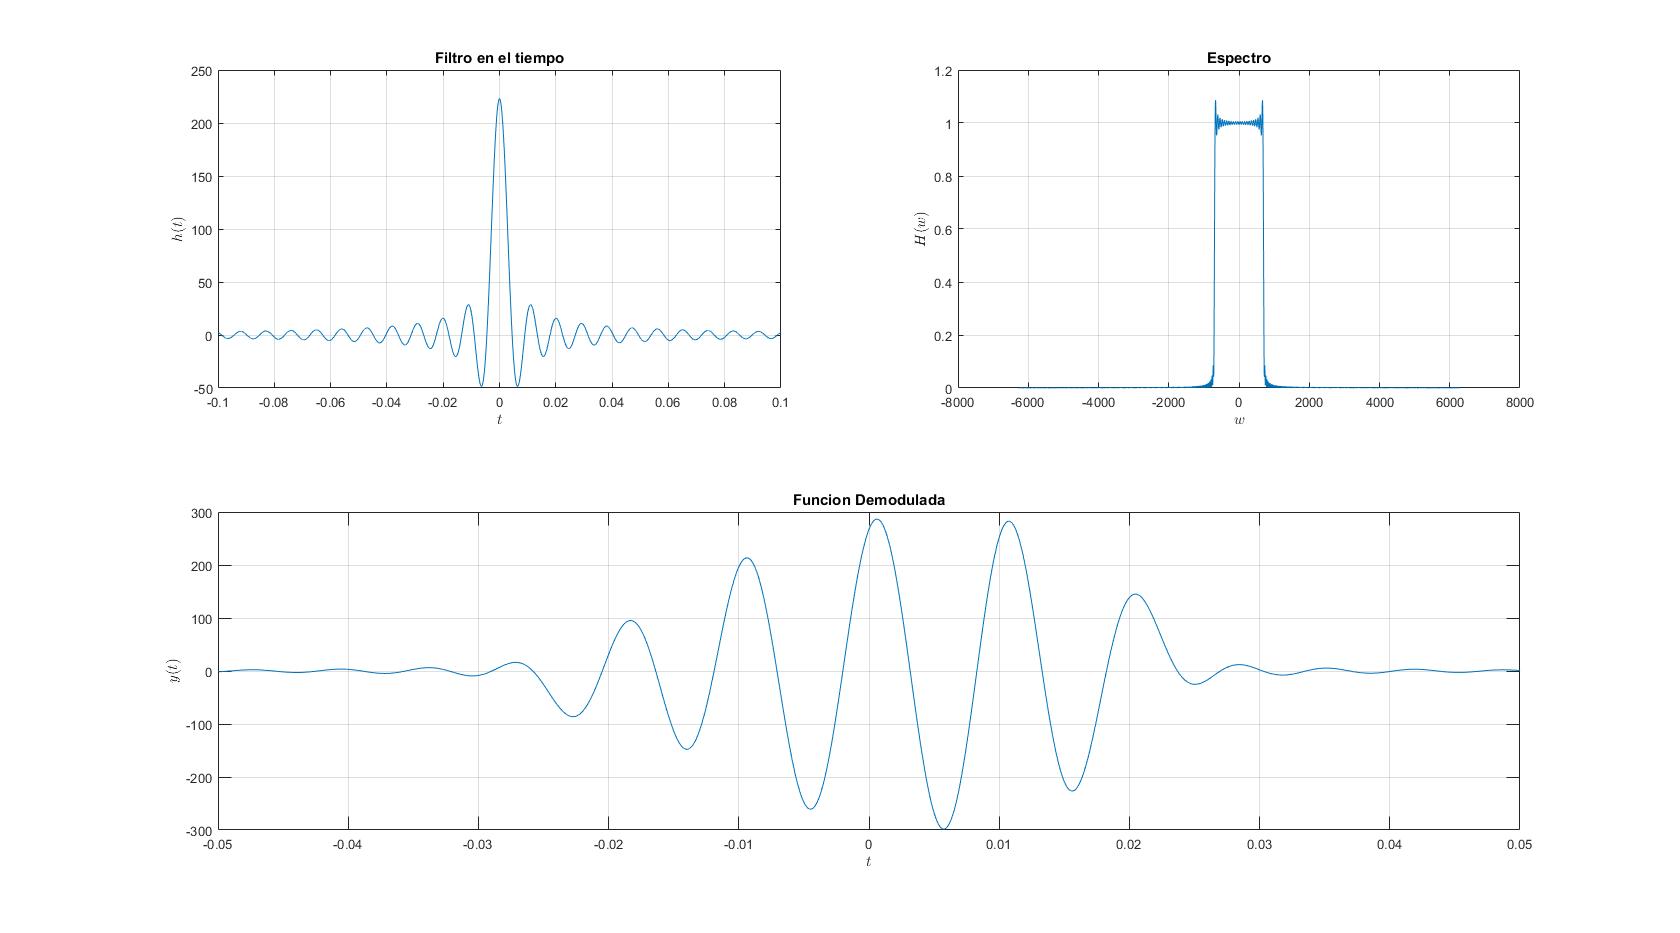 Filtro en el tiempo
250
200
150
100
50
0
-50
h(t)
-0.1 -0.08 -0.06 -0.04 -0.02 0 0.02 0.04 0.06 0.08 0.1
t
Espectro
1.2
1
0.8
0.6
0.4
0.2
0
H(w)
-8000 -6000 -4000 -2000 0 2000 4000 6000 8000
w
Funcion Demodulada
300
200
100
0
-100
-200
-300
y(t)
-0.05 -0.04 -0.03 -0.02 -0.01 0 0.01 0.02 0.03 0.04 0.05
t